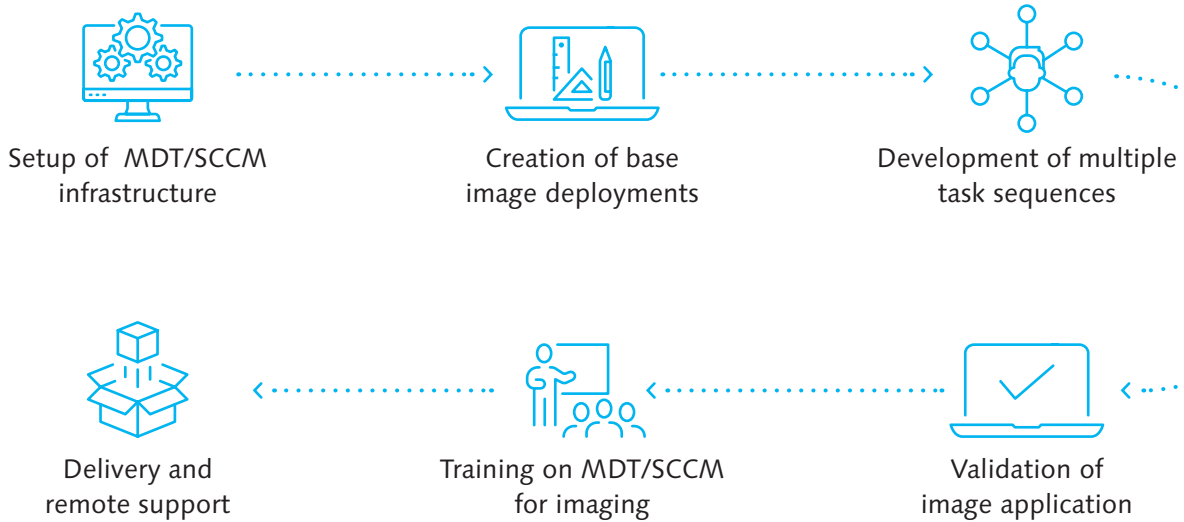 Setup of MDT/SCCM
infrastructure
Creation of base
image deployments
Development of multiple
task sequences
Validation of
image application
Training on MDT/SCCM
for imaging
Delivery and
remote support